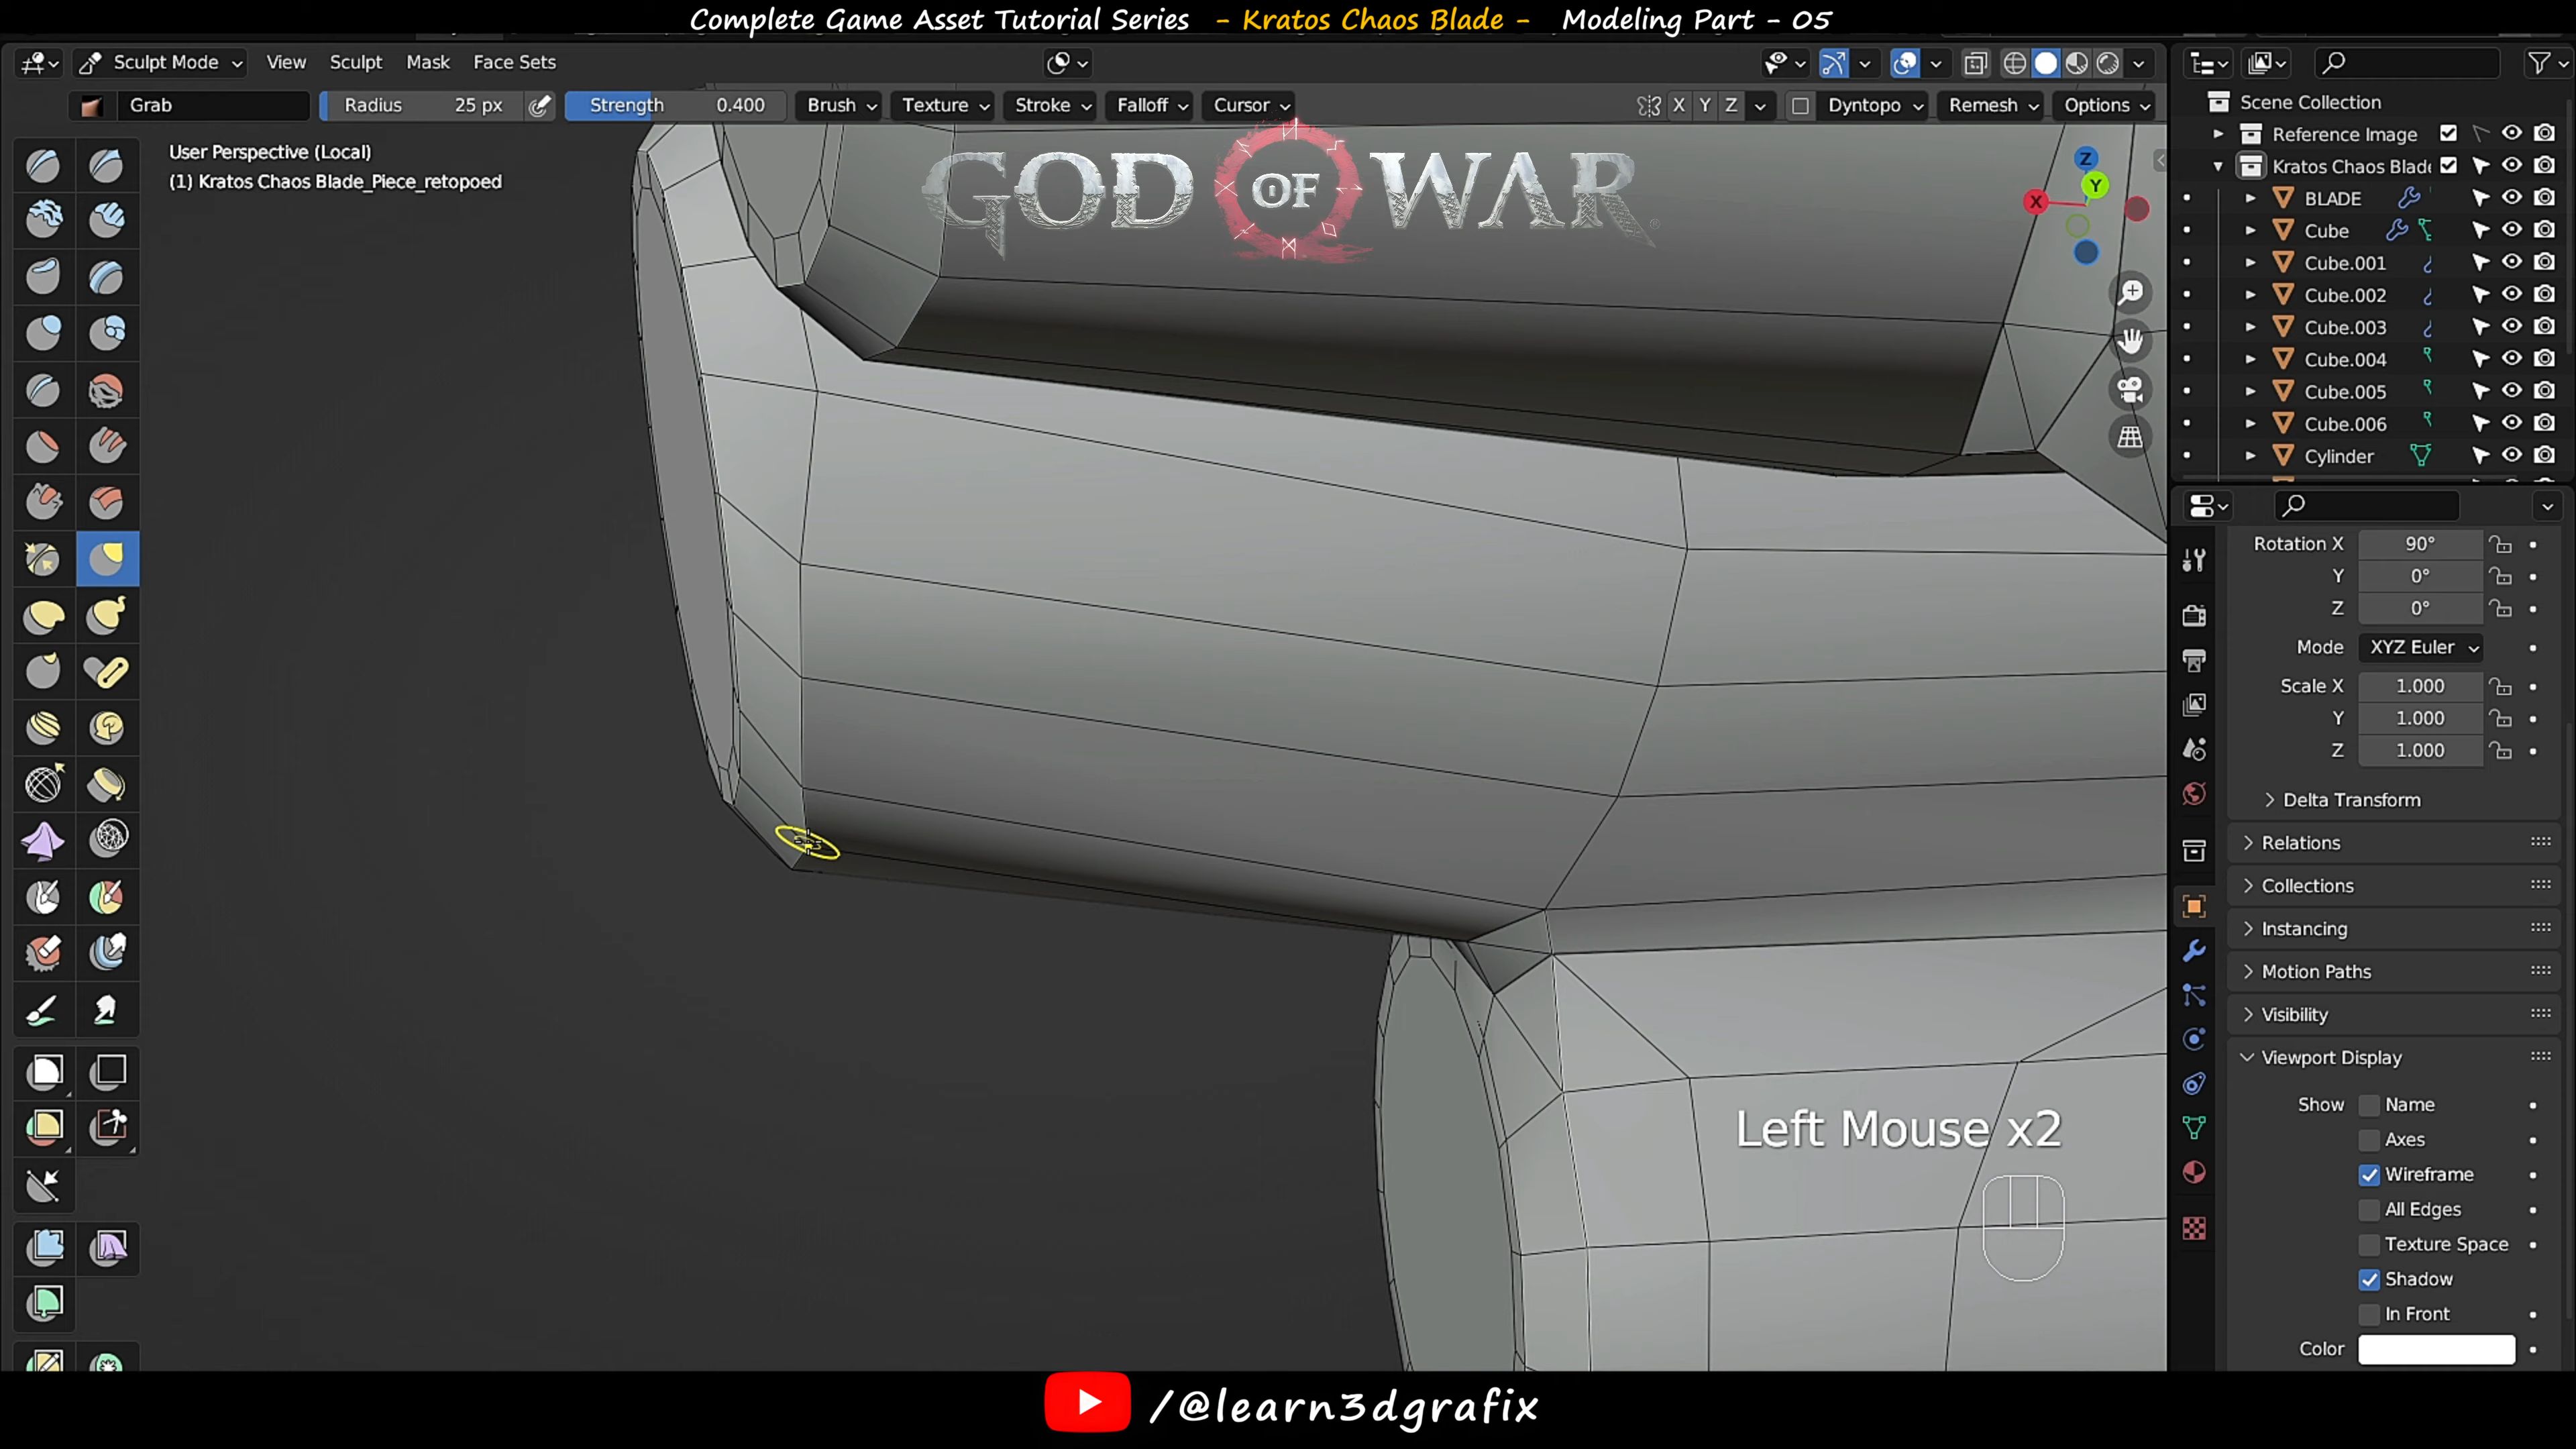 Complete Game Asset Tutorial Series - Kratos Chaos Blade - Modeling Part - 05
Sculpt Mode View Sculpt Mask Face Sets
Grab Radius 25 px Strength 0.400 Brush Texture Stroke Falloff Cursor X Y Z Dyntopo Remesh Options
User Perspective (Local)
(1) Kratos Chaos Blade_Piece_retopoed
GOD OF WAR
Z
Y
X
Scene Collection
Reference Image
Kratos Chaos Blade
BLADE
Cube
Cube.001
Cube.002
Cube.003
Cube.004
Cube.005
Cube.006
Cylinder
Rotation X 90°
Y 0°
Z 0°
Mode XYZ Euler
Scale X 1.000
Y 1.000
Z 1.000
Delta Transform
Relations
Collections
Instancing
Motion Paths
Visibility
Viewport Display
Show Name
Axes
Wireframe
All Edges
Texture Space
Shadow
In Front
Color
Left Mouse x2
/@learn3dgrafix